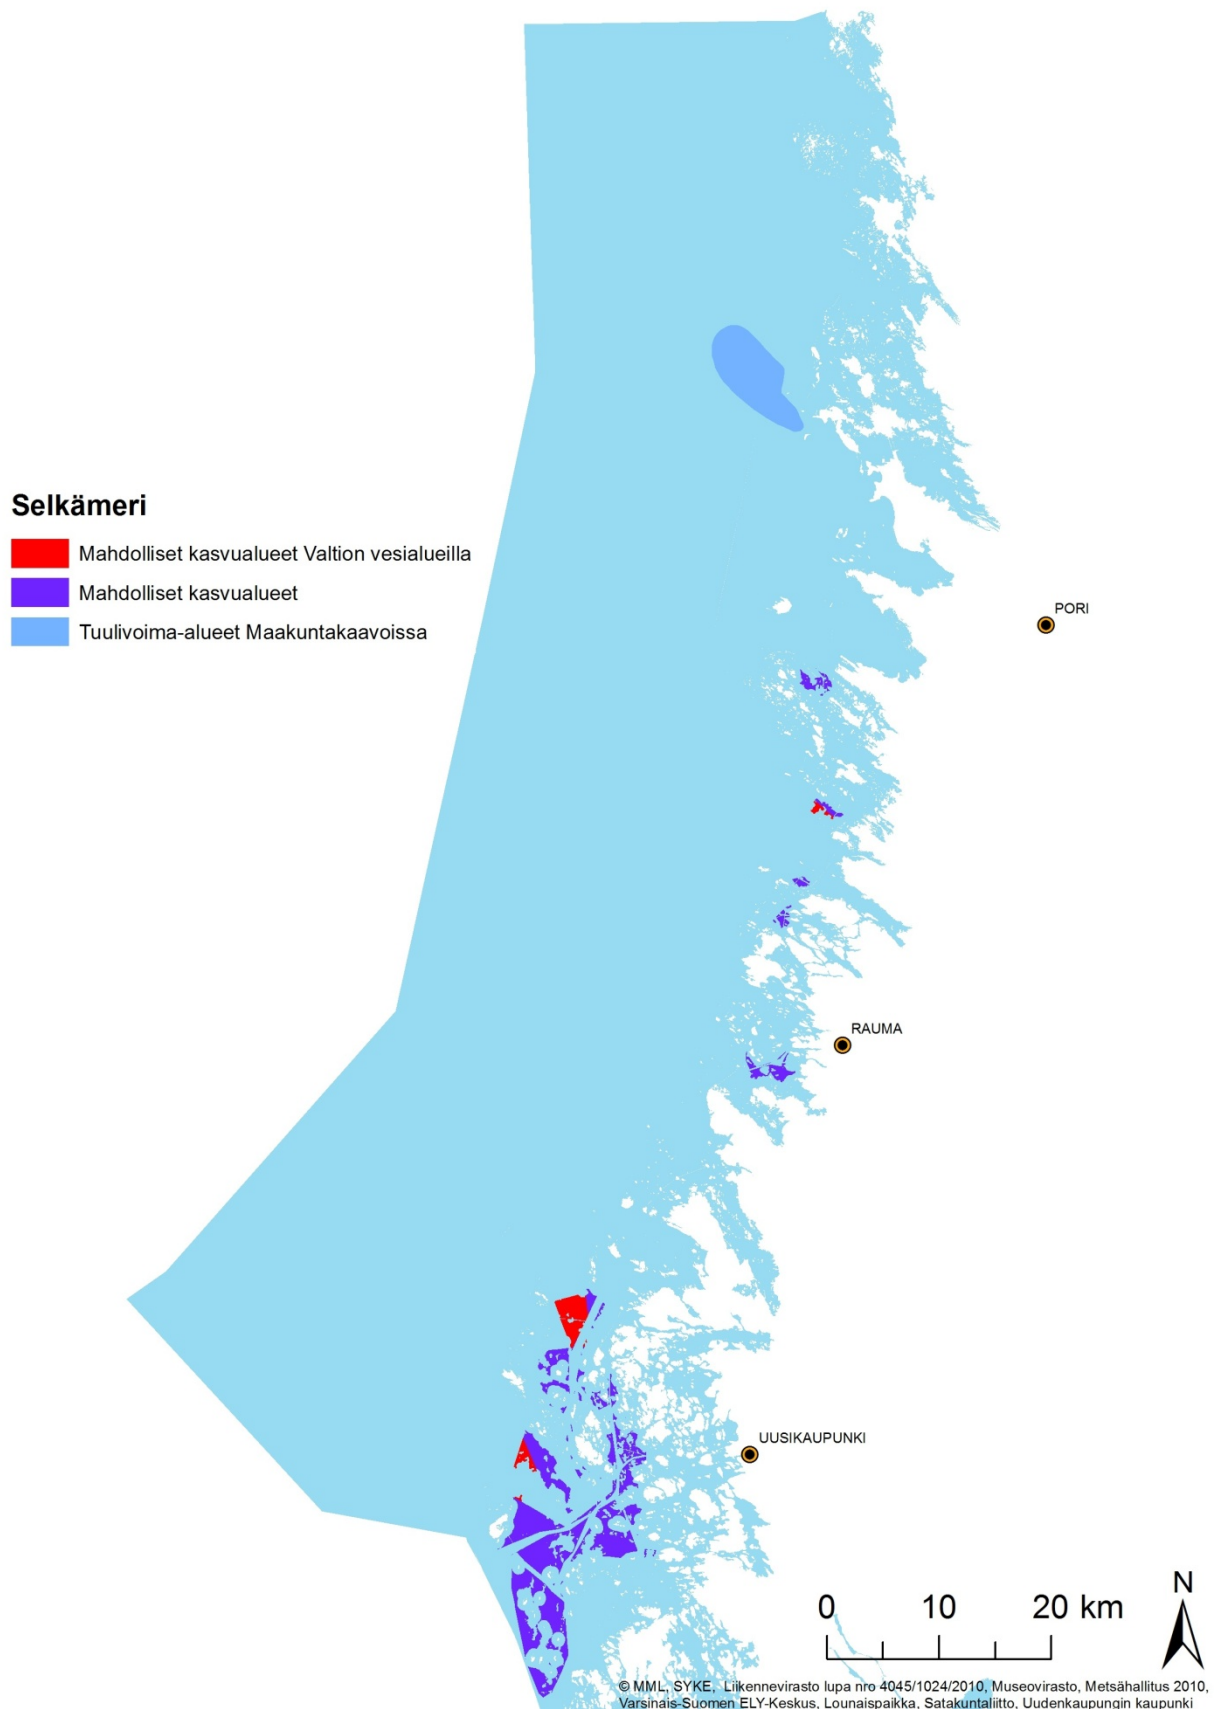 Selkämeri
Mahdolliset kasvualueet Valtion vesialueilla
Mahdolliset kasvualueet
Tuulivoima-alueet Maakuntakaavoissa
PORI
RAUMA
UUSIKAUPUNKI
0 10 20 km
N
© MML, SYKE, Liikennevirasto lupa nro 4045/1024/2010, Museovirasto, Metsähallitus 2010,
Varsinais-Suomen ELY-Keskus, Lounaispaikka, Satakuntaliitto, Uudenkaupungin kaupunki